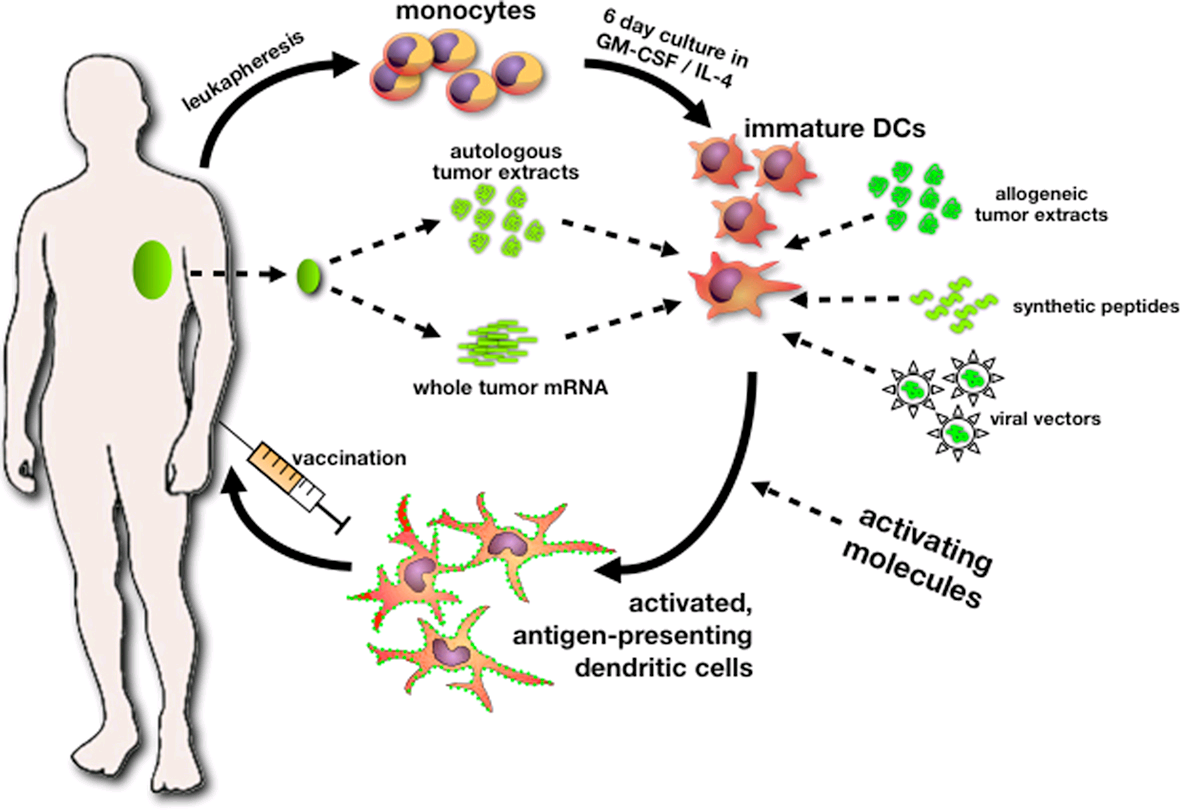 monocytes
leukapheresis
6 day culture in
GM-CSF / IL-4
immature DCs
autologous
tumor extracts
allogeneic
tumor extracts
synthetic peptides
whole tumor mRNA
viral vectors
vaccination
activating
molecules
activated,
antigen-presenting
dendritic cells